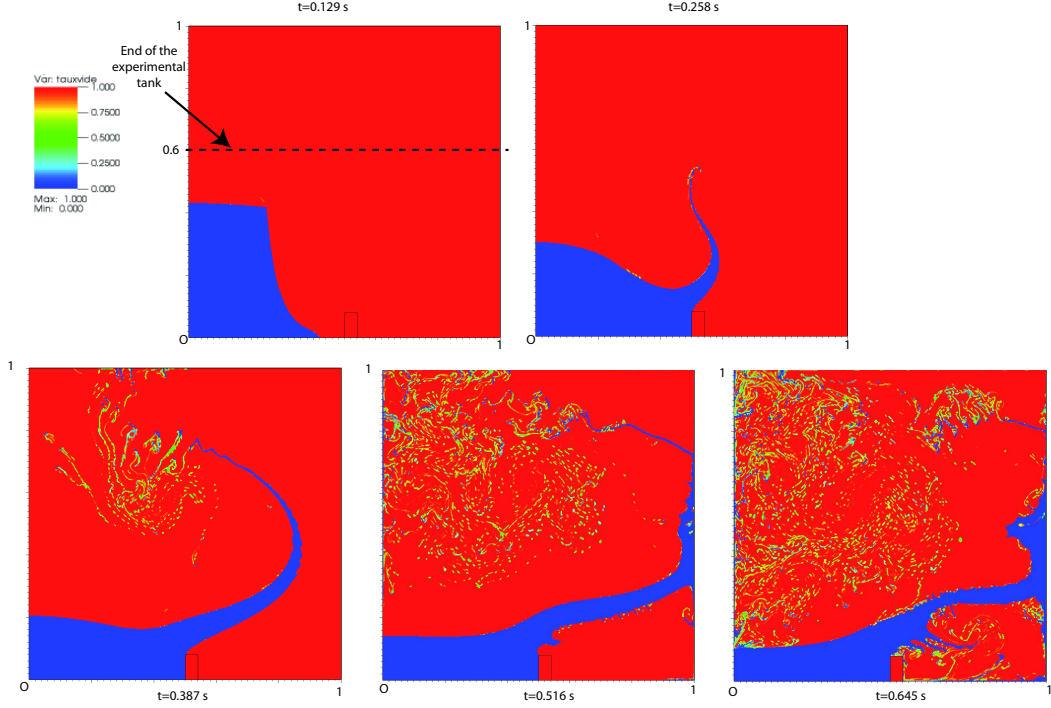 t=0.129 s
t=0.258 s
1
1
End of the
experimental
tank
Var: tauxvide
1.000
0.7500
0.5000
0.2500
0.000
Max: 1.000
Min: 0.000
0.6
O
1
O
1
1
1
1
O
t=0.387 s
1
O
t=0.516 s
1
O
t=0.645 s
1